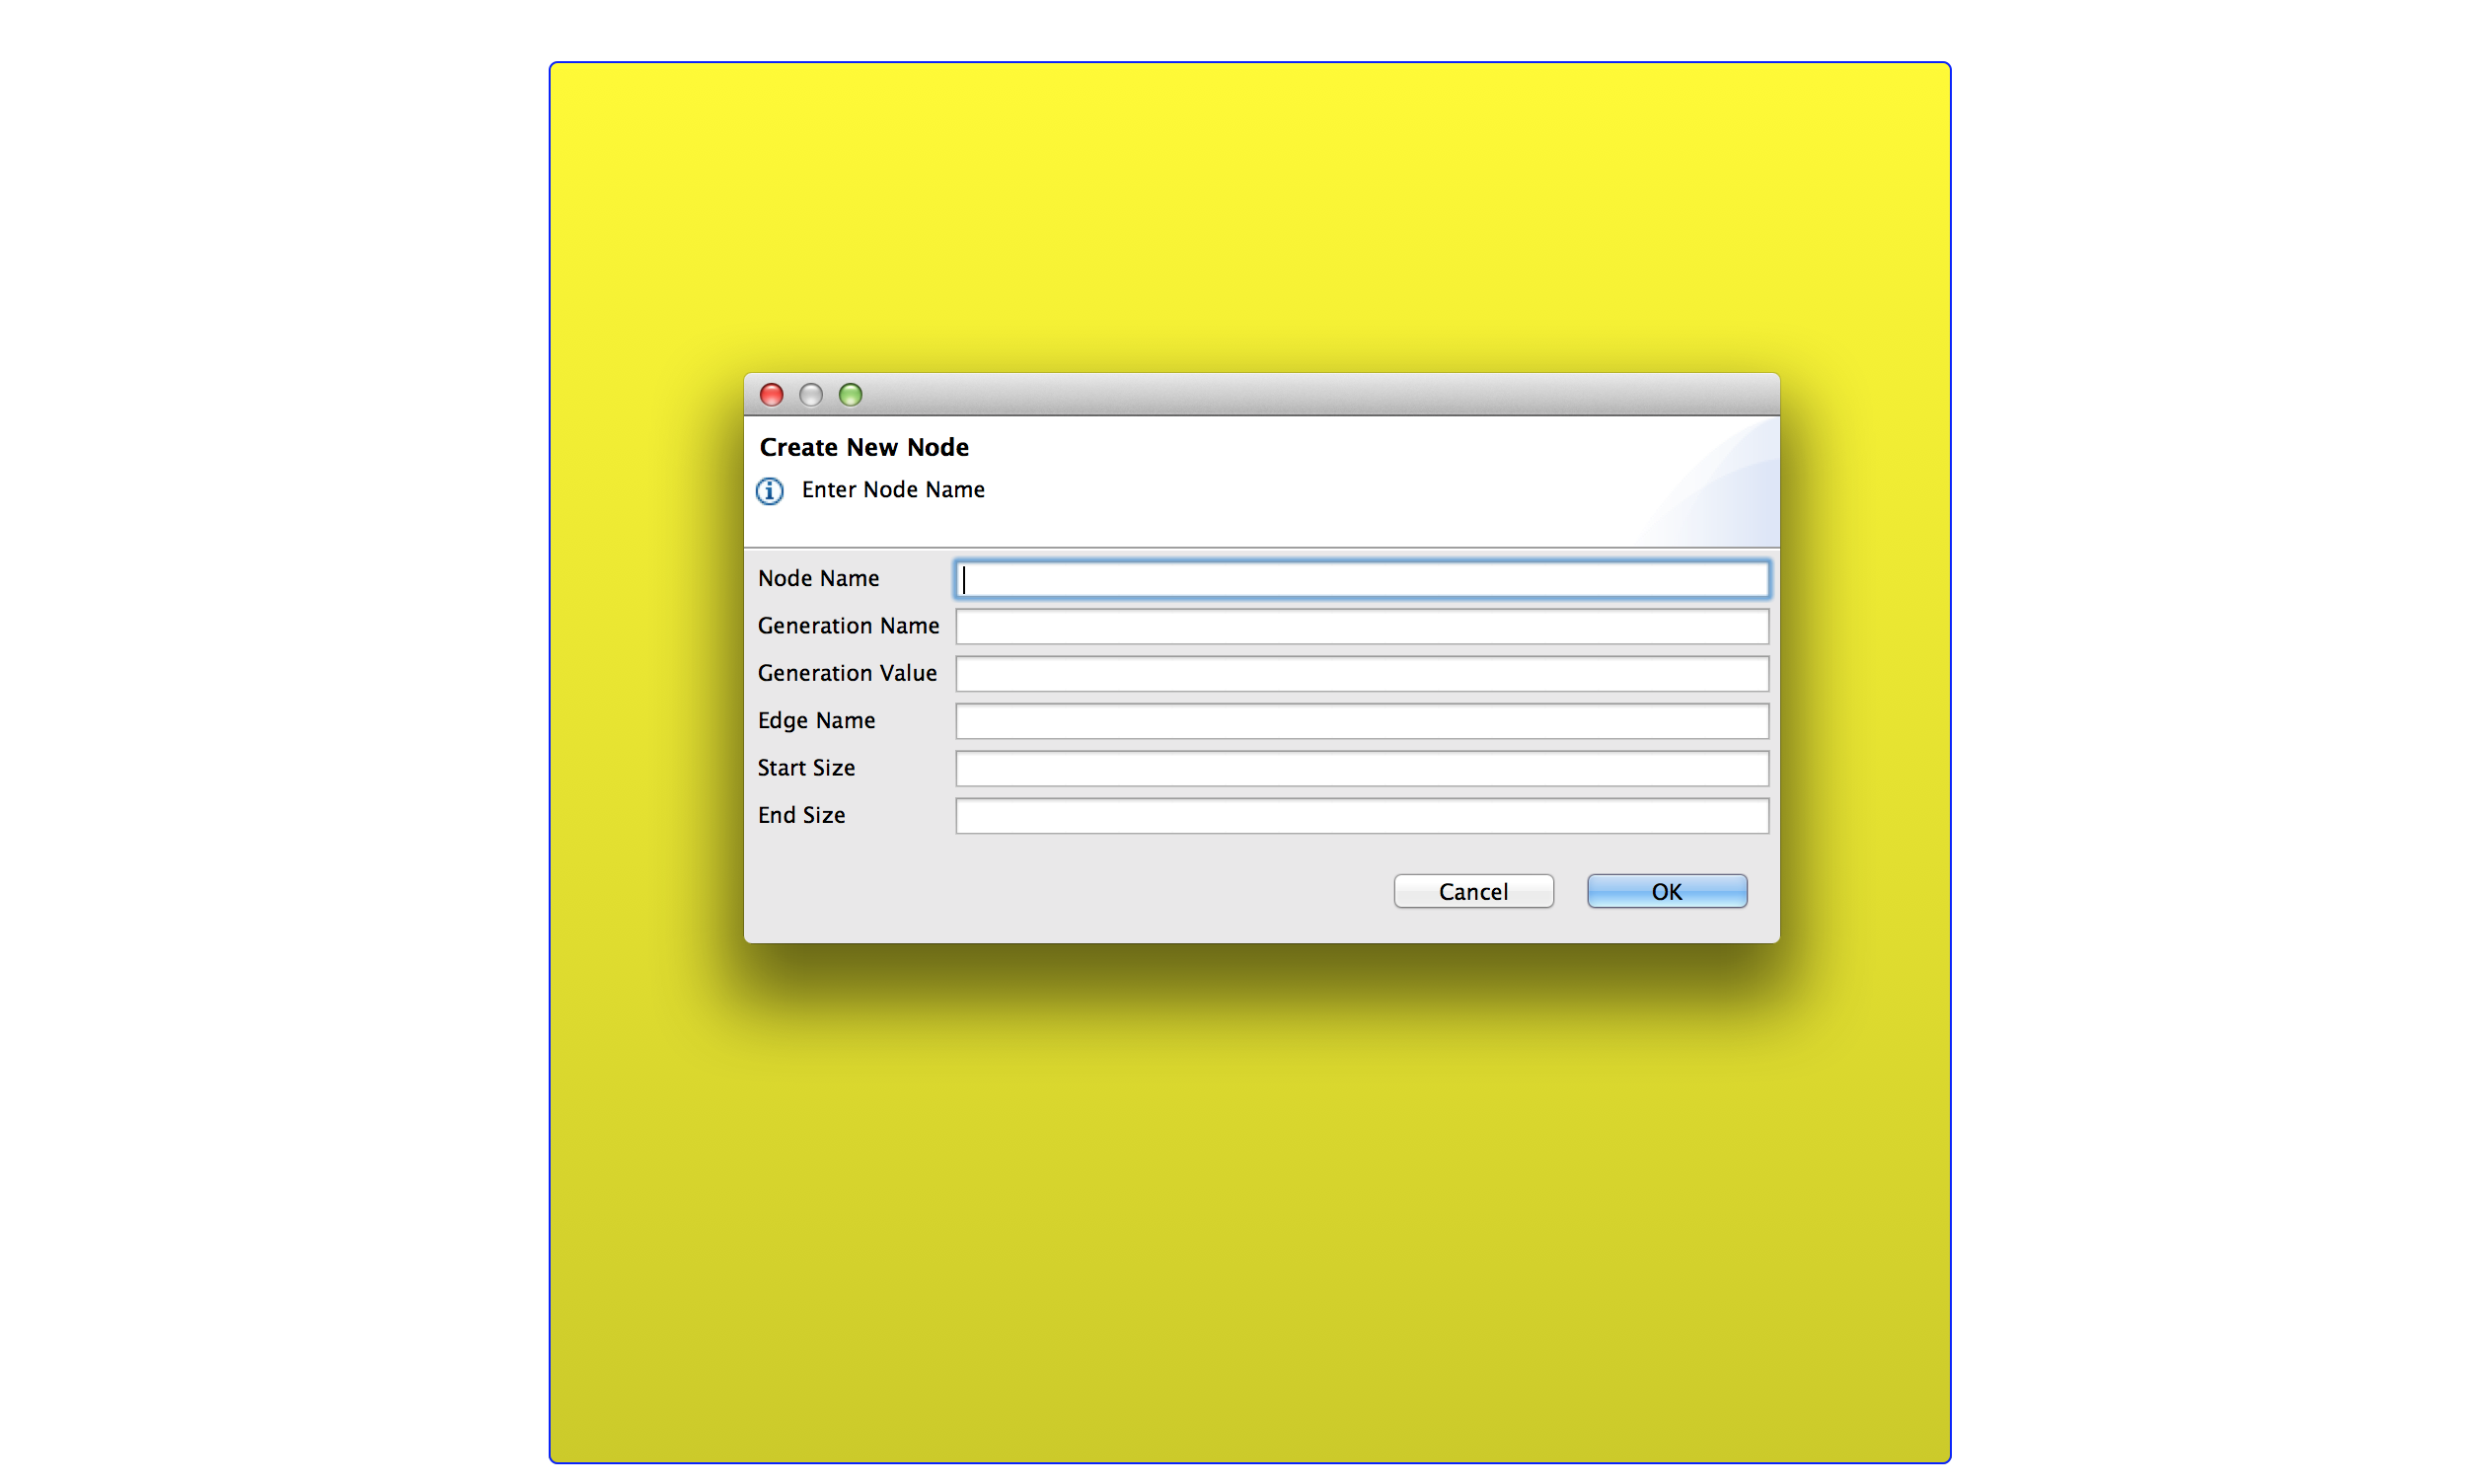 Create New Node
Enter Node Name
Node Name
Generation Name
Generation Value
Edge Name
Start Size
End Size
Cancel OK